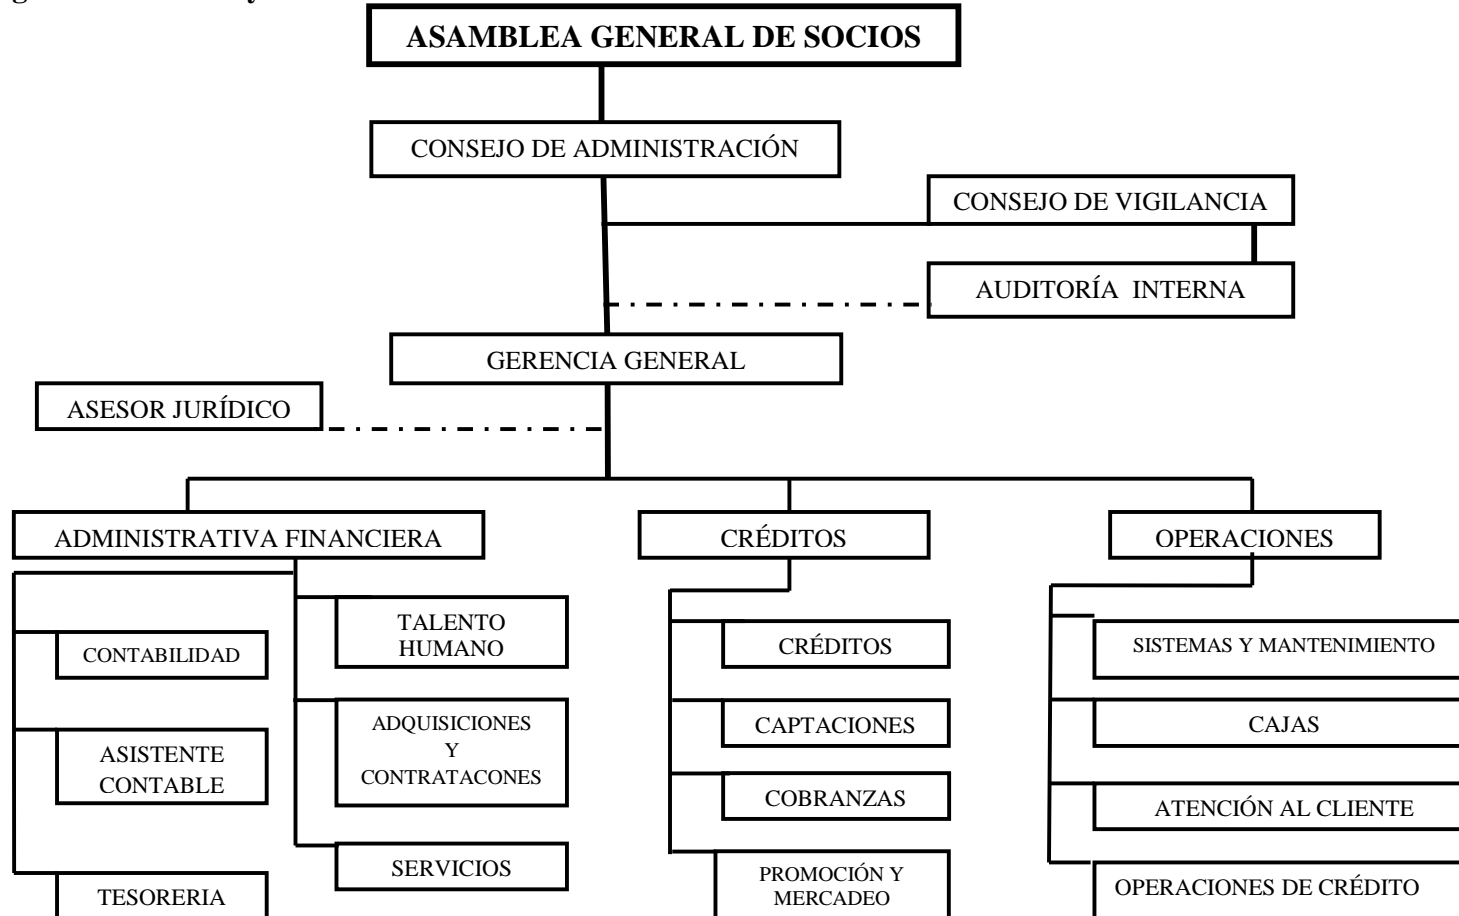 ASAMBLEA GENERAL DE SOCIOS
CONSEJO DE ADMINISTRACIÓN
CONSEJO DE VIGILANCIA
AUDITORÍA INTERNA
GERENCIA GENERAL
ASESOR JURÍDICO
ADMINISTRATIVA FINANCIERA
CRÉDITOS
OPERACIONES
CONTABILIDAD
ASISTENTE
CONTABLE
TESORERIA
TALENTO
HUMANO
ADQUISICIONES
Y
CONTRATACONES
SERVICIOS
CRÉDITOS
CAPTACIONES
COBRANZAS
PROMOCIÓN Y
MERCADEO
SISTEMAS Y MANTENIMIENTO
CAJAS
ATENCIÓN AL CLIENTE
OPERACIONES DE CRÉDITO